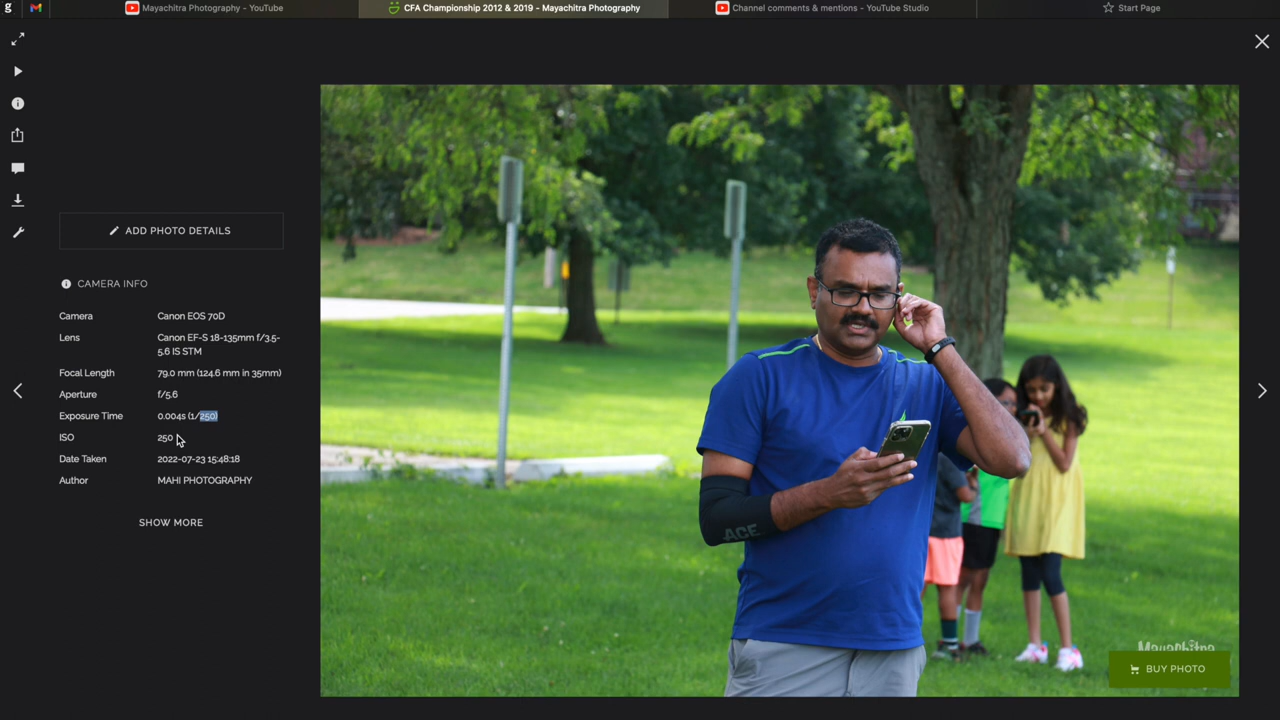 Mayachitra Photography - YouTube
CFA Championship 2012 & 2019 - Mayachitra Photography
Channel comments & mentions - YouTube Studio
Start Page
ADD PHOTO DETAILS
CAMERA INFO
Camera Canon EOS 70D
Lens Canon EF-S 18-135mm f/3.5-
5.6 IS STM
Focal Length 79.0 mm (124.6 mm in 35mm)
Aperture f/5.6
Exposure Time 0.004s (1/250)
ISO 250
Date Taken 2022-07-23 15:48:18
Author MAHI PHOTOGRAPHY
SHOW MORE
ACE
Mayachitra
BUY PHOTO